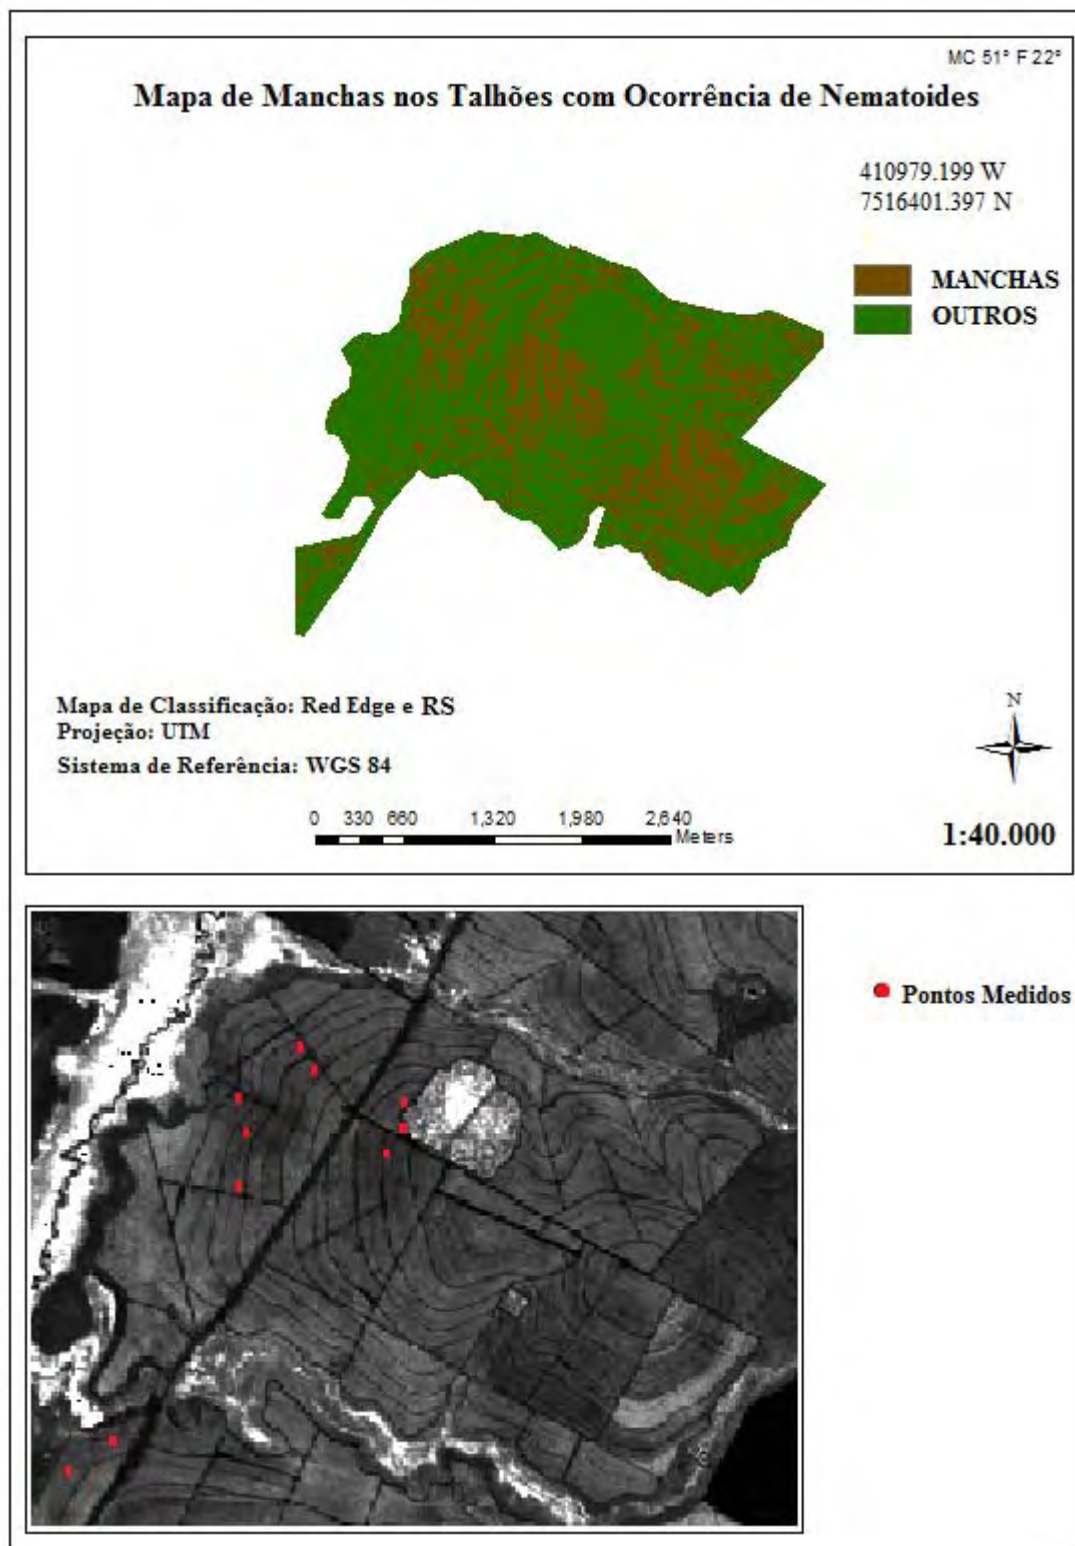 MC 51° F 22°
Mapa de Manchas nos Talhões com Ocorrência de Nematoides
410979.199 W
7516401.397 N
MANCHAS
OUTROS
Mapa de Classificação: Red Edge e RS
Projeção: UTM
Sistema de Referência: WGS 84
N
0 330 660 1,320 1,980 2,640
Meters
1:40.000
Pontos Medidos